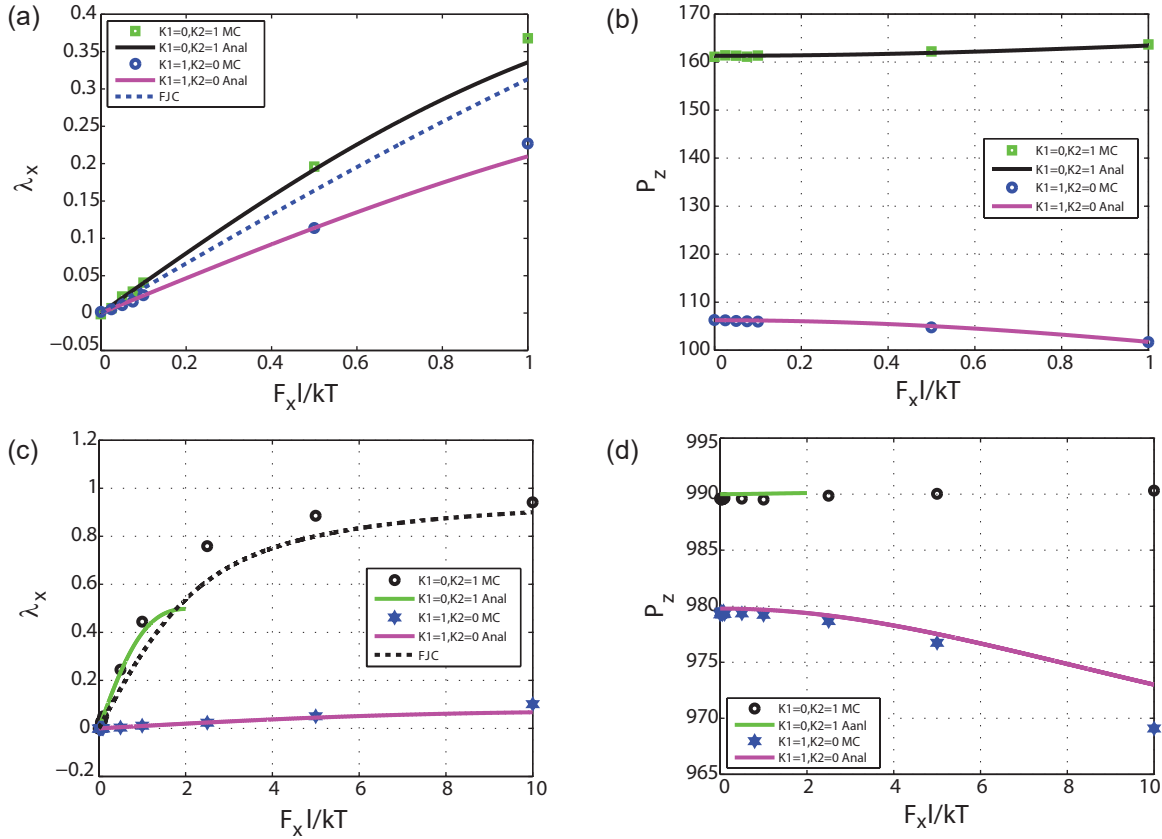 (a)
K1=0,K2=1 MC
K1=0,K2=1 Anal
K1=1,K2=0 MC
K1=1,K2=0 Anal
FJC
0.4
0.35
0.3
0.25
0.2
0.15
0.1
0.05
0
−0.05
λx
0 0.2 0.4 0.6 0.8 1
Fxl/kT
(b)
170
160
150
140
130
120
110
100
Pz
K1=0,K2=1 MC
K1=0,K2=1 Anal
K1=1,K2=0 MC
K1=1,K2=0 Anal
0 0.2 0.4 0.6 0.8 1
Fxl/kT
(c)
1.2
1
0.8
0.6
0.4
0.2
0
−0.2
λx
K1=0,K2=1 MC
K1=0,K2=1 Anal
K1=1,K2=0 MC
K1=1,K2=0 Anal
FJC
0 2 4 6 8 10
Fxl/kT
(d)
995
990
985
980
975
970
965
Pz
K1=0,K2=1 MC
K1=0,K2=1 Aanl
K1=1,K2=0 MC
K1=1,K2=0 Anal
0 2 4 6 8 10
Fxl/kT